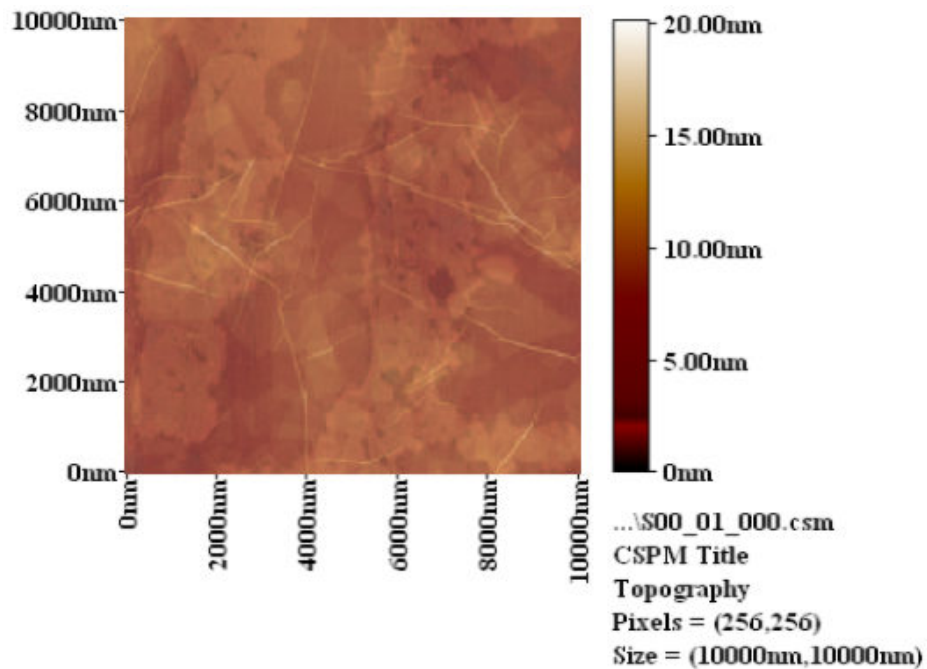 10000nm
8000nm
6000nm
4000nm
2000nm
0nm
0nm
2000nm
4000nm
6000nm
8000nm
10000nm
20.00nm
15.00nm
10.00nm
5.00nm
0nm
...\S00_01_000.csm
CSPM Title
Topography
Pixels = (256,256)
Size = (10000nm,10000nm)